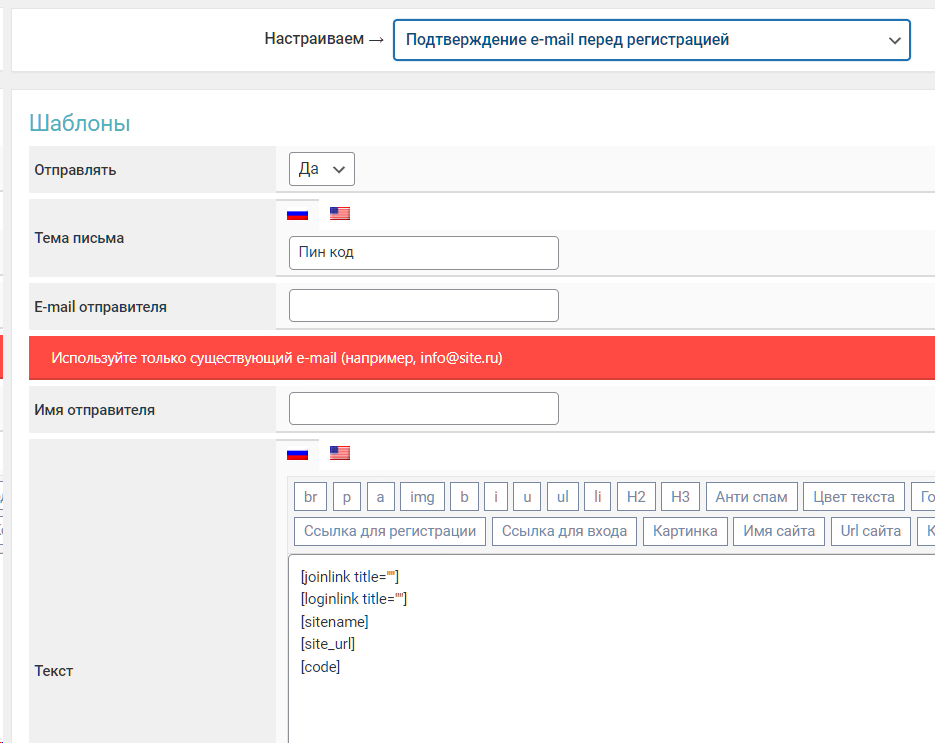 Настраиваем → Подтверждение e-mail перед регистрацией
Шаблоны
Отправлять Да
Тема письма
Пин код
E-mail отправителя
Используйте только существующий e-mail (например, info@site.ru)
Имя отправителя
br p a img b i u ul li H2 H3 Анти спам Цвет текста
Ссылка для регистрации Ссылка для входа Картинка Имя сайта Url сайта
[joinlink title=""]
[loginlink title=""]
[sitename]
[site_url]
[code]
Текст